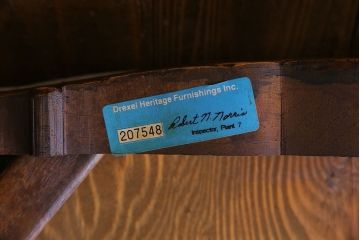 Drexel Heritage Furnishings Inc.
207548 Robert N. Norris
Inspector, Plant 7